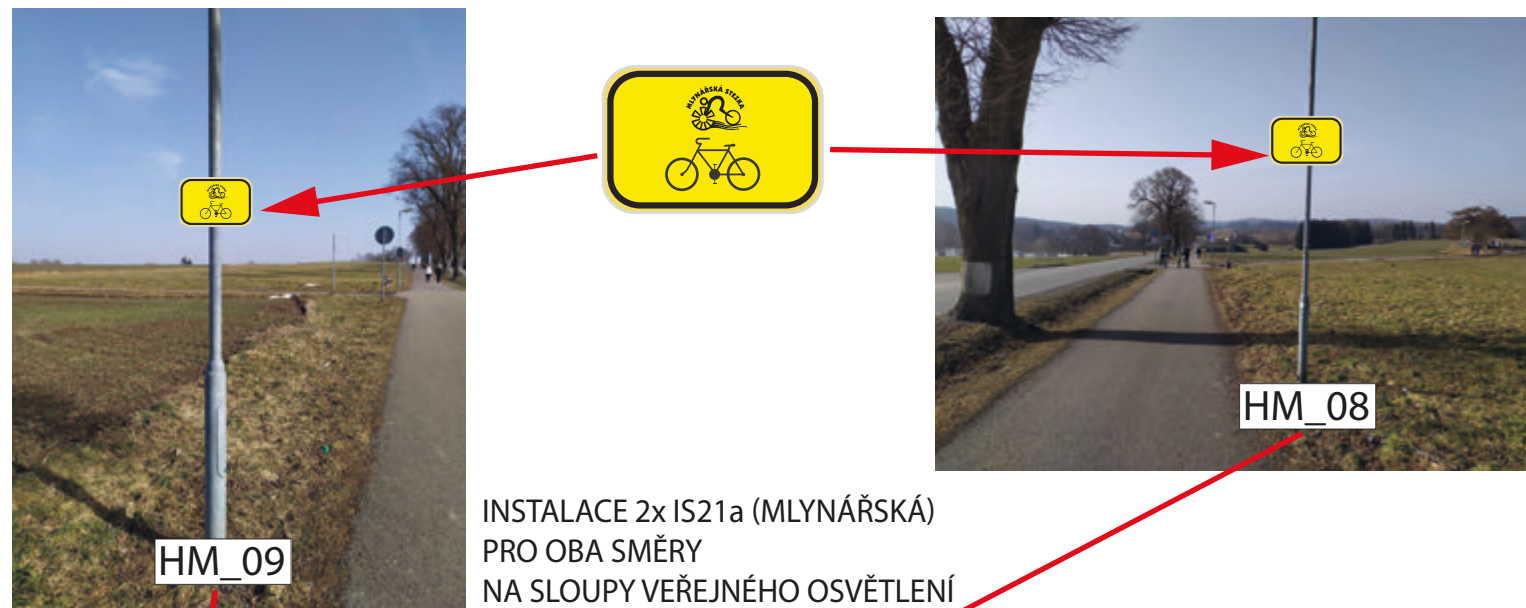 MLYNÁŘSKÁ STEZKA
HM_09
HM_08
INSTALACE 2x IS21a (MLYNÁŘSKÁ)
PRO OBA SMĚRY
NA SLOUPY VEŘEJNÉHO OSVĚTLENÍ